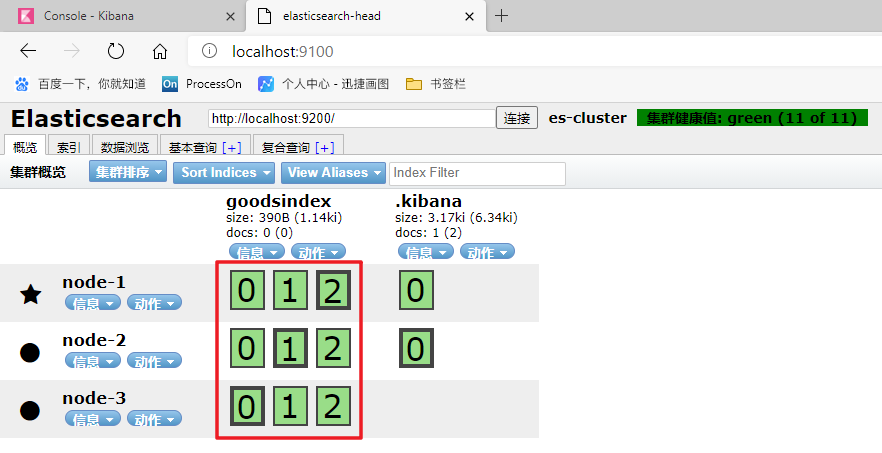 Console - Kibana
elasticsearch-head
localhost:9100
百度一下，你就知道 On ProcessOn 个人中心 - 迅捷画图 书签栏
Elasticsearch http://localhost:9200/ 连接 es-cluster 集群健康值: green (11 of 11)
概览 索引 数据浏览 基本查询 [+] 复合查询 [+]
集群概览 集群排序 Sort Indices View Aliases Index Filter
goodsindex .kibana
size: 390B (1.14ki) size: 3.17ki (6.34ki)
docs: 0 (0) docs: 1 (2)
信息 动作 信息 动作
node-1 0 1 2 0
信息 动作
node-2 0 1 2 0
信息 动作
node-3 0 1 2
信息 动作